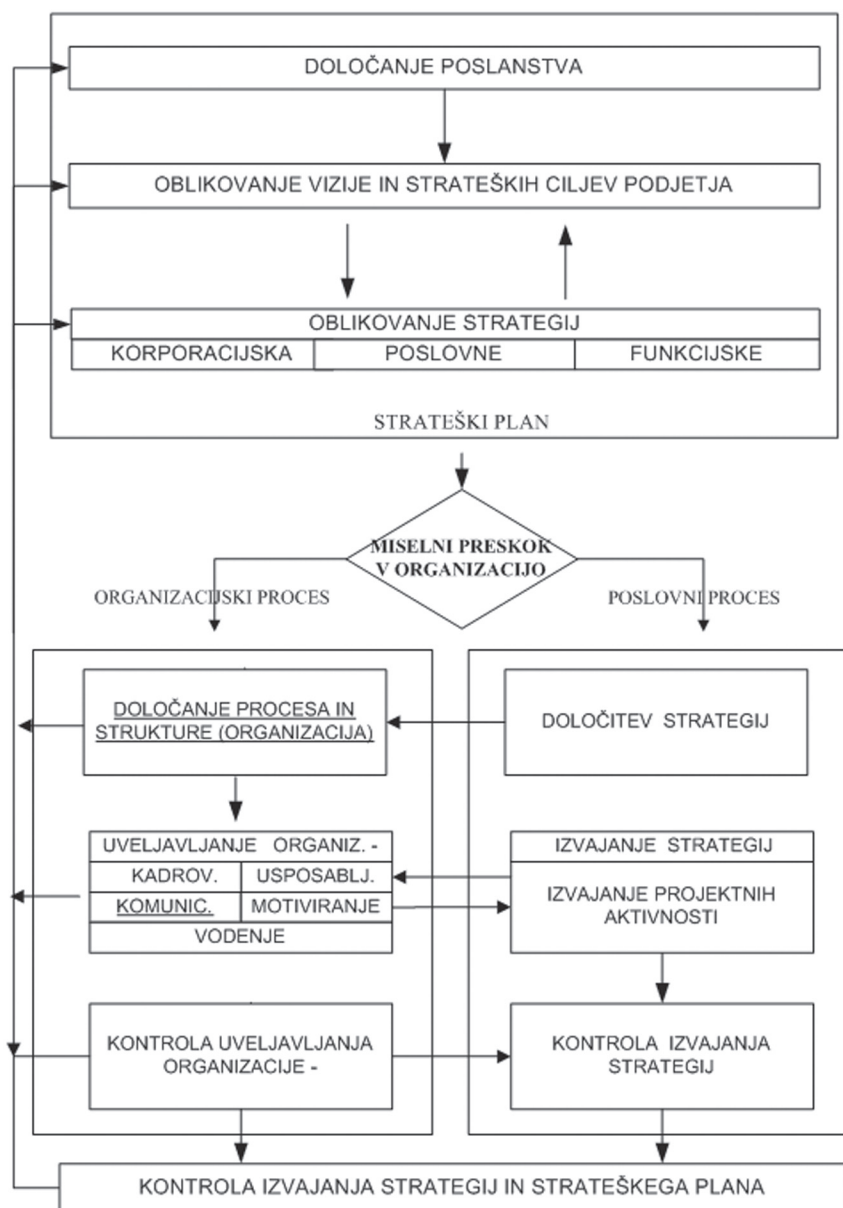 DOLOČANJE POSLANSTVA
OBLIKOVANJE VIZIJE IN STRATEŠKIH CILJEV PODJETJA
OBLIKOVANJE STRATEGIJ
KORPORACIJSKA POSLOVNE FUNKCIJSKE
STRATEŠKI PLAN
MISELNI PRESKOK
V ORGANIZACIJO
ORGANIZACIJSKI PROCES
POSLOVNI PROCES
DOLOČANJE PROCESA IN
STRUKTURE (ORGANIZACIJA)
DOLOČITEV STRATEGIJ
UVELJAVLJANJE ORGANIZ. -
KADROV. USPOSABLJ.
KOMUNIC. MOTIVIRANJE
VODENJE
IZVAJANJE STRATEGIJ
IZVAJANJE PROJEKTNIH
AKTIVNOSTI
KONTROLA UVELJAVLJANJA
ORGANIZACIJE -
KONTROLA IZVAJANJA
STRATEGIJ
KONTROLA IZVAJANJA STRATEGIJ IN STRATEŠKEGA PLANA